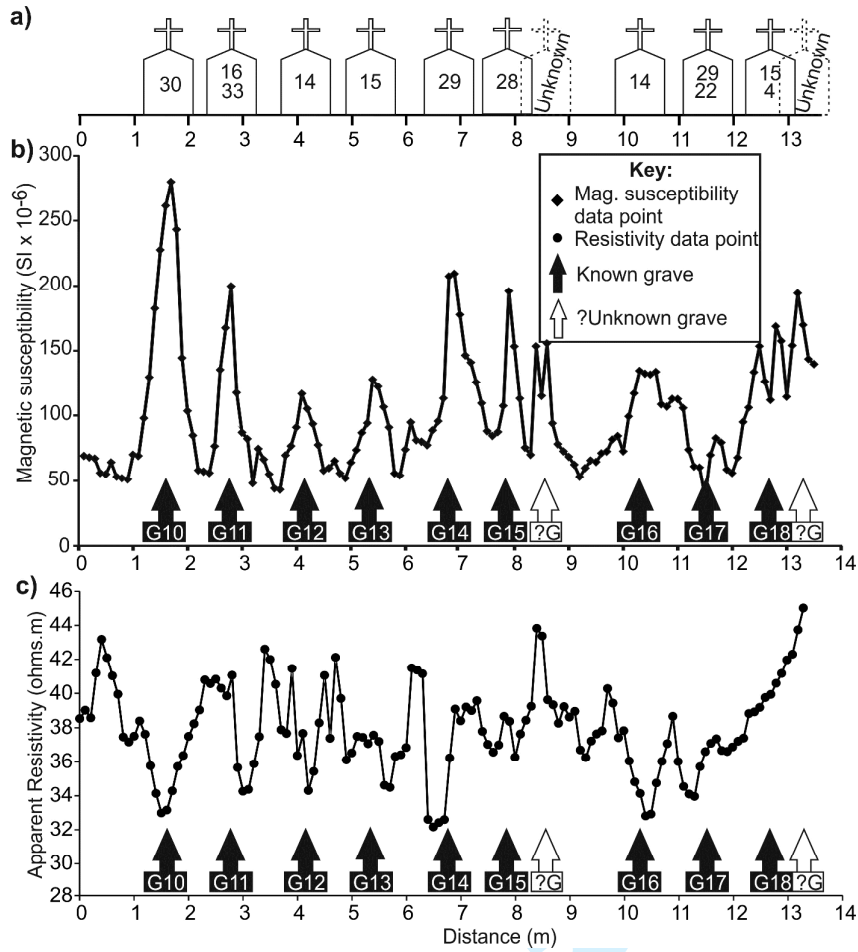 a)
30
16
33
14
15
29
28
Unknown
14
29
22
15
4
Unknown
0 1 2 3 4 5 6 7 8 9 10 11 12 13
b)
Magnetic susceptibility (SI x 10-6)
300
250
200
150
100
50
0
Key:
Mag. susceptibility
data point
Resistivity data point
Known grave
?Unknown grave
G10 G11 G12 G13 G14 G15 ?G G16 G17 G18 ?G
0 1 2 3 4 5 6 7 8 9 10 11 12 13 14
c)
Apparent Resistivity (ohms.m)
46
44
42
40
38
36
34
32
30
28
G10 G11 G12 G13 G14 G15 ?G G16 G17 G18 ?G
0 1 2 3 4 5 6 7 8 9 10 11 12 13 14
Distance (m)